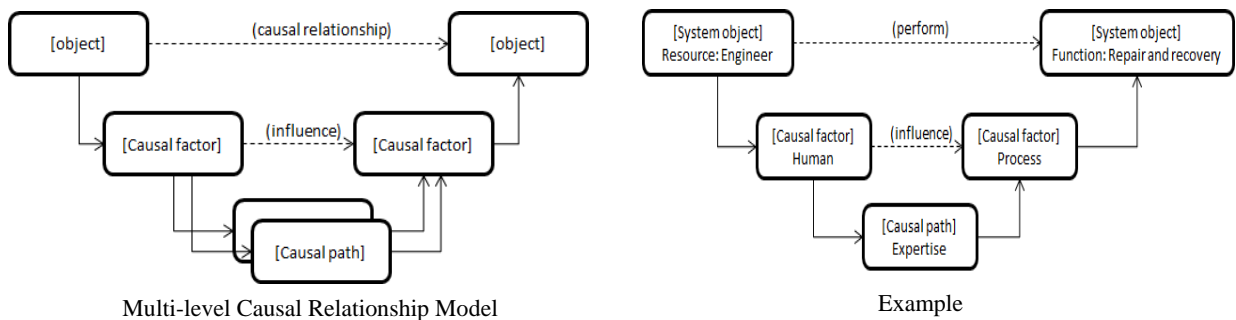 [object]
(causal relationship)
[object]
[Causal factor]
(influence)
[Causal factor]
[Causal path]
Multi-level Causal Relationship Model
[System object]
Resource: Engineer
(perform)
[System object]
Function: Repair and recovery
[Causal factor]
Human
(influence)
[Causal factor]
Process
[Causal path]
Expertise
Example